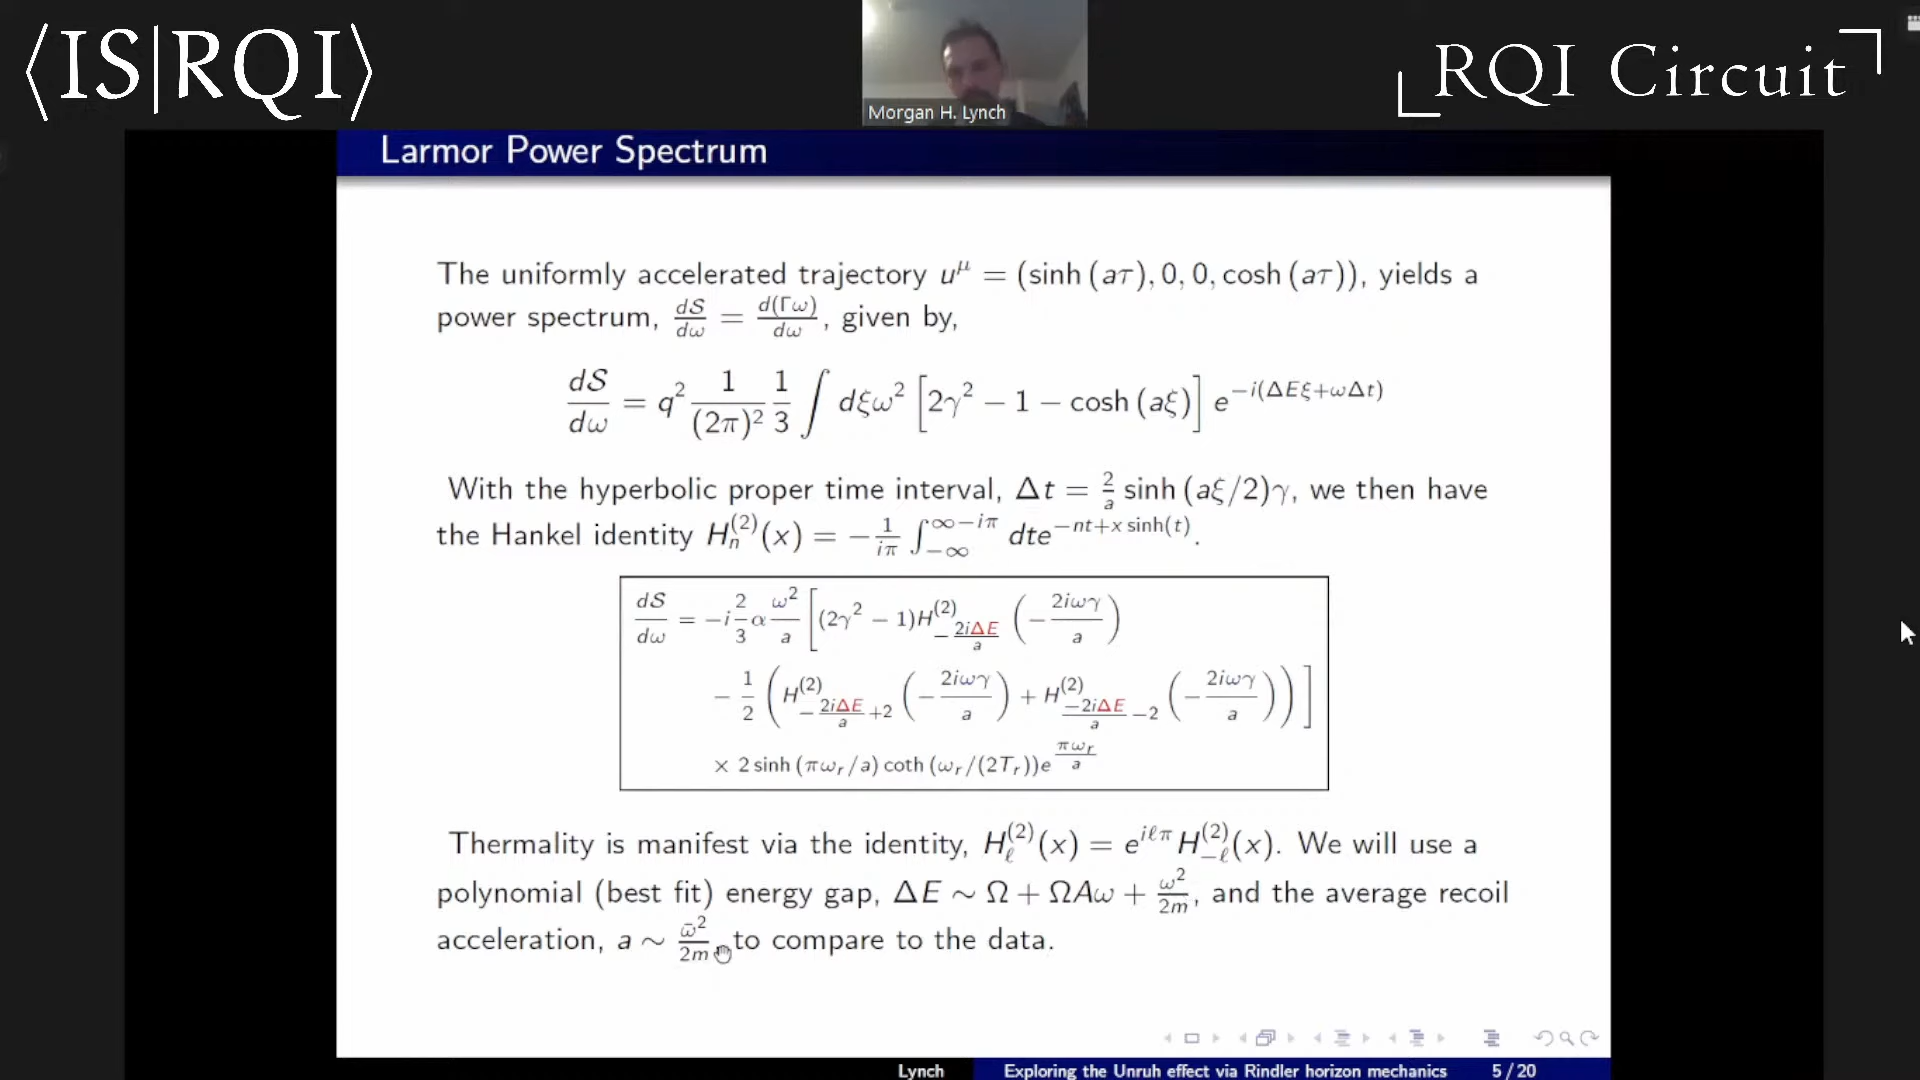 ⟨IS|RQI⟩
RQI Circuit
Morgan H. Lynch
Larmor Power Spectrum
The uniformly accelerated trajectory u^μ = (sinh (aτ), 0, 0, cosh (aτ)), yields a
power spectrum, dS/dω = d(Γω)/dω, given by,
dS/dω = q² 1/(2π)² 1/3 ∫ dξω² [2γ² − 1 − cosh (aξ)] e^{−i(ΔEξ+ωΔt)}
With the hyperbolic proper time interval, Δt = 2/a sinh (aξ/2)γ, we then have
the Hankel identity H_n^{(2)}(x) = −1/iπ ∫_{−∞}^{∞−iπ} dte^{−nt+x sinh(t)}.
dS/dω = −i 2/3 α ω²/a [(2γ² − 1)H^{(2)}_{−2iΔE/a} (−2iωγ/a)
− 1/2 (H^{(2)}_{−2iΔE/a +2} (−2iωγ/a) + H^{(2)}_{−2iΔE/a −2} (−2iωγ/a))]
× 2 sinh (πω_r/a) coth (ω_r/(2T_r))e^{πω_r/a}
Thermality is manifest via the identity, H_ℓ^{(2)}(x) = e^{iℓπ}H_{−ℓ}^{(2)}(x). We will use a
polynomial (best fit) energy gap, ΔE ∼ Ω + ΩAω + ω²/2m, and the average recoil
acceleration, a ∼ ω̄²/2m to compare to the data.
Lynch Exploring the Unruh effect via Rindler horizon mechanics 5 / 20